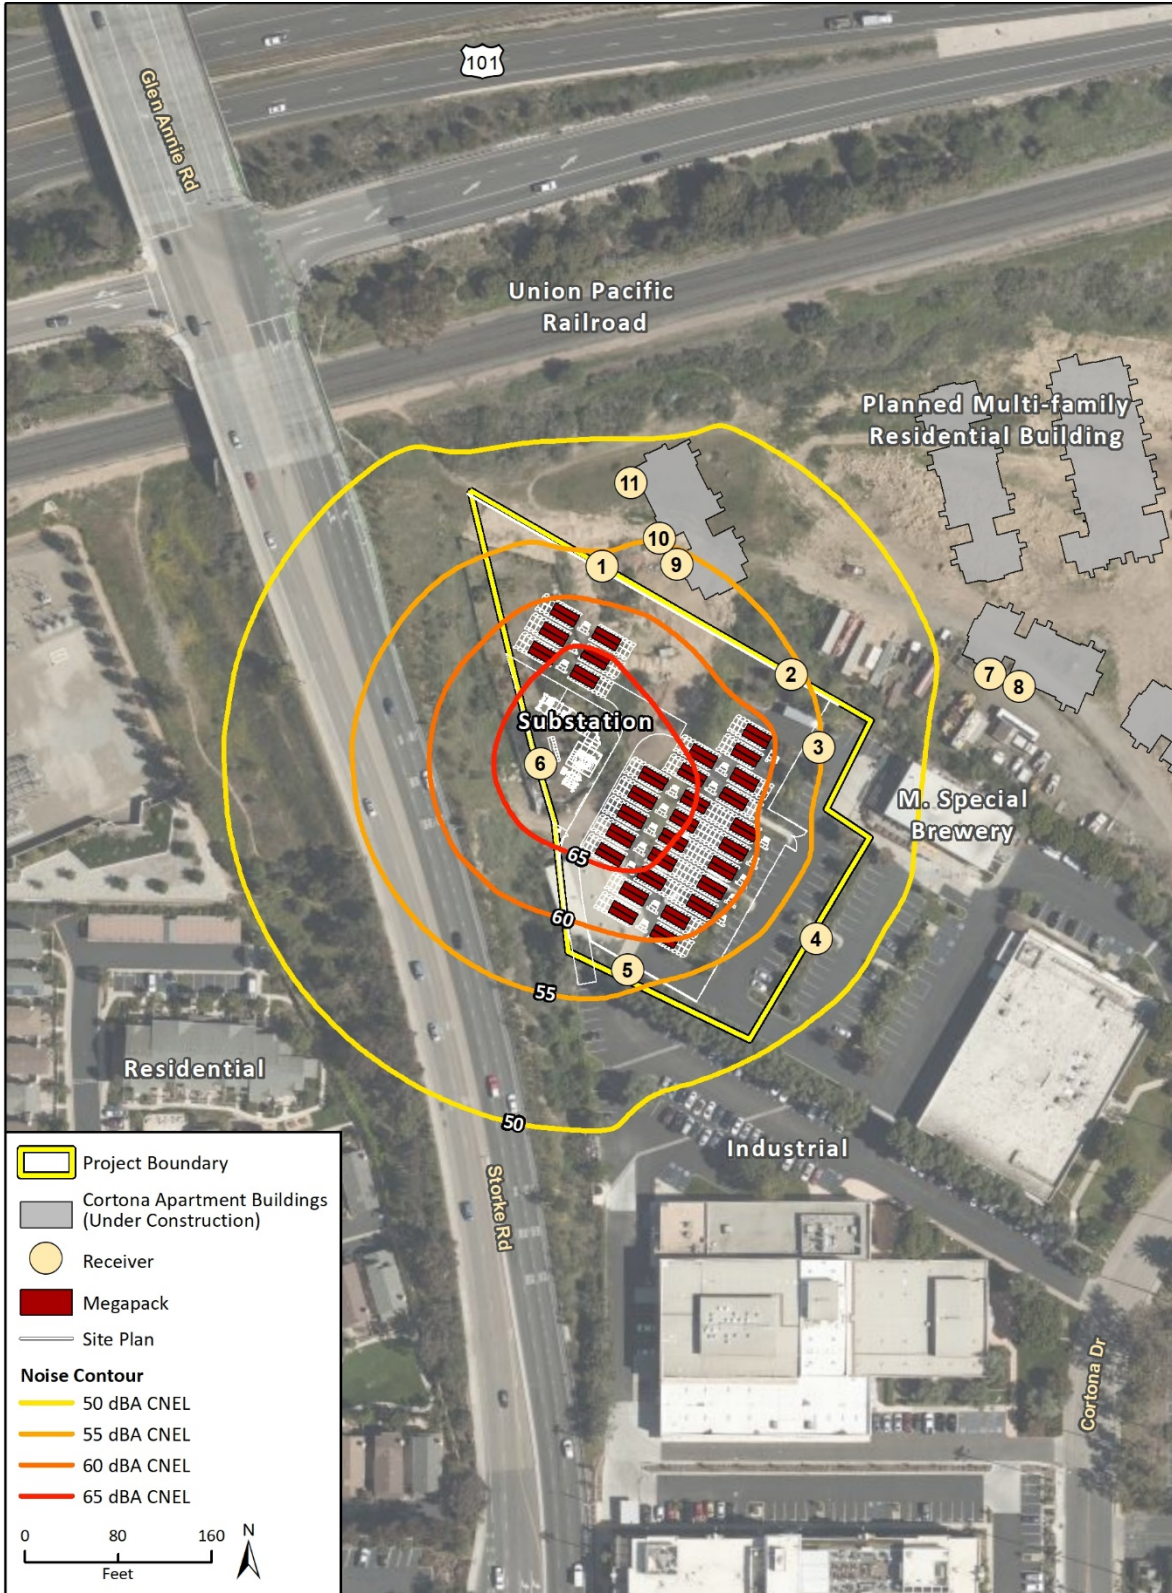 101
Glen Annie Rd
Union Pacific
Railroad
Planned Multi-family
Residential Building
11
10
9
1
2
7
8
Substation
3
6
M. Special
Brewery
65
60
4
5
55
Residential
50
Industrial
Storke Rd
Cortona Dr
Project Boundary
Cortona Apartment Buildings
(Under Construction)
Receiver
Megapack
Site Plan
Noise Contour
50 dBA CNEL
55 dBA CNEL
60 dBA CNEL
65 dBA CNEL
0 80 160
Feet
N